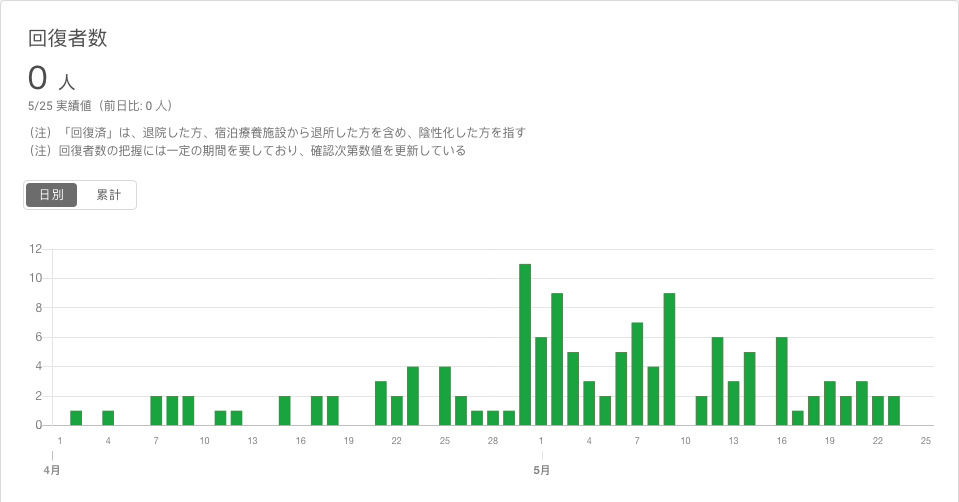 回復者数
0 人
5/25 実績値（前日比: 0 人）
（注）「回復済」は、退院した方、宿泊療養施設から退所した方を含め、陰性化した方を指す
（注）回復者数の把握には一定の期間を要しており、確認次第数値を更新している
日別 累計
12
10
8
6
4
2
0
1 4 7 10 13 16 19 22 25 28 1 4 7 10 13 16 19 22 25
4月 5月